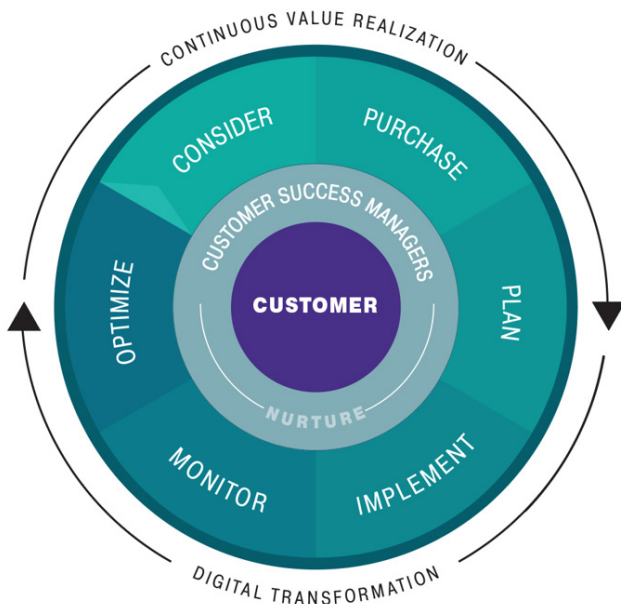 CONTINUOUS VALUE REALIZATION
CONSIDER
PURCHASE
PLAN
IMPLEMENT
MONITOR
OPTIMIZE
CUSTOMER SUCCESS MANAGERS
CUSTOMER
NURTURE
DIGITAL TRANSFORMATION